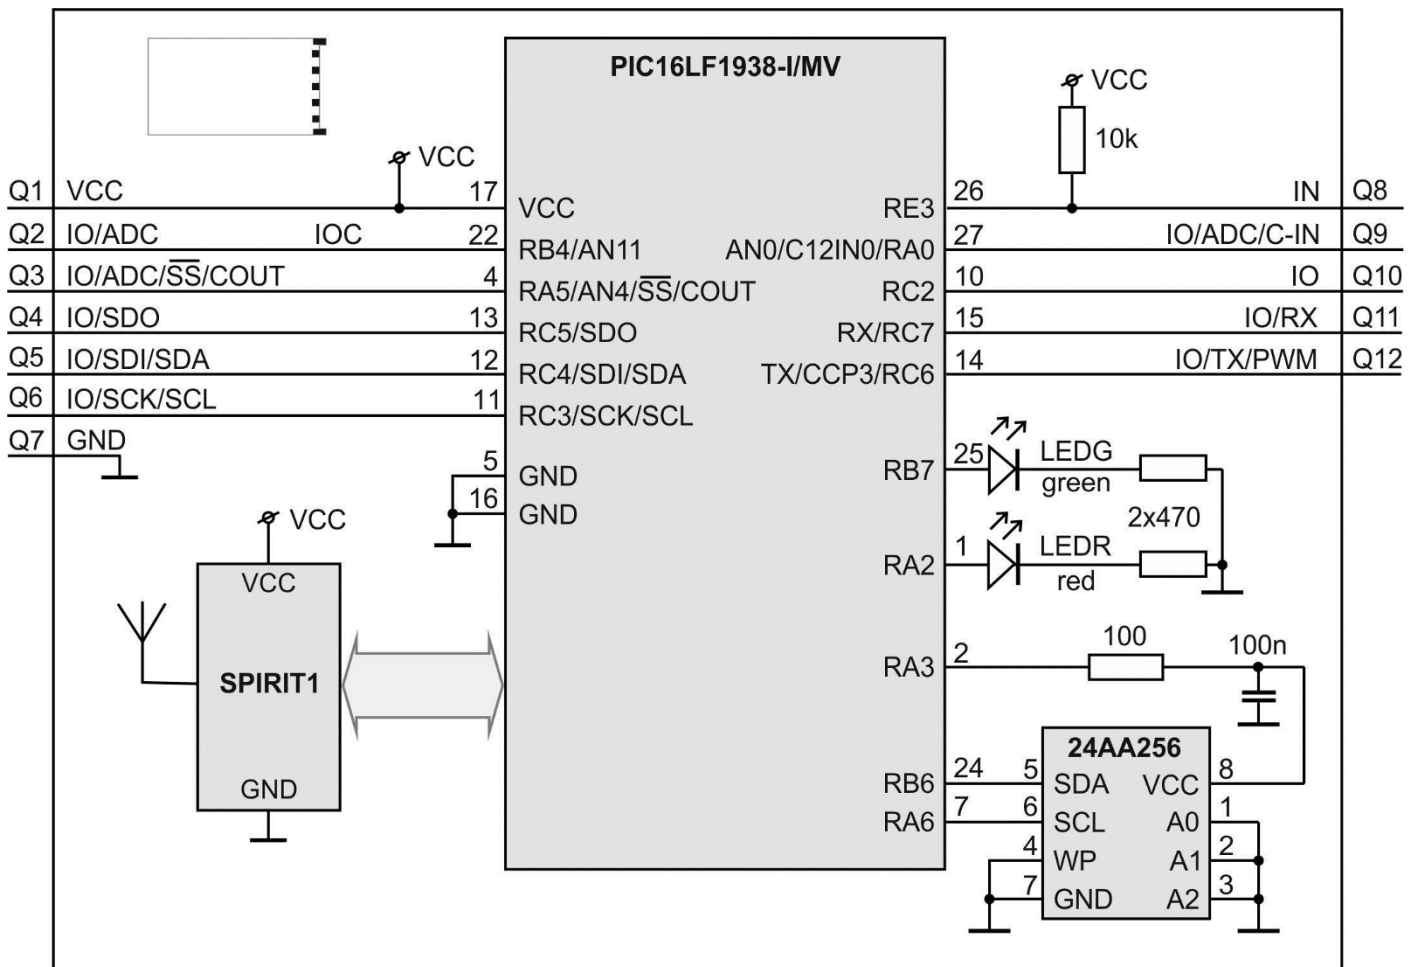 PIC16LF1938-I/MV
VCC
10k
VCC
Q1 VCC 17 VCC RE3 26 IN Q8
Q2 IO/ADC IOC 22 RB4/AN11 AN0/C12IN0/RA0 27 IO/ADC/C-IN Q9
Q3 IO/ADC/S̅S̅/COUT 4 RA5/AN4/S̅S̅/COUT RC2 10 IO Q10
Q4 IO/SDO 13 RC5/SDO RX/RC7 15 IO/RX Q11
Q5 IO/SDI/SDA 12 RC4/SDI/SDA TX/CCP3/RC6 14 IO/TX/PWM Q12
Q6 IO/SCK/SCL 11 RC3/SCK/SCL
Q7 GND
5 GND
16 GND
RB7 25 LEDG
green
2x470
RA2 1 LEDR
red
VCC
VCC
SPIRIT1
GND
RA3 2 100 100n
24AA256
RB6 24 5 SDA VCC 8
RA6 7 6 SCL A0 1
4 WP A1 2
7 GND A2 3